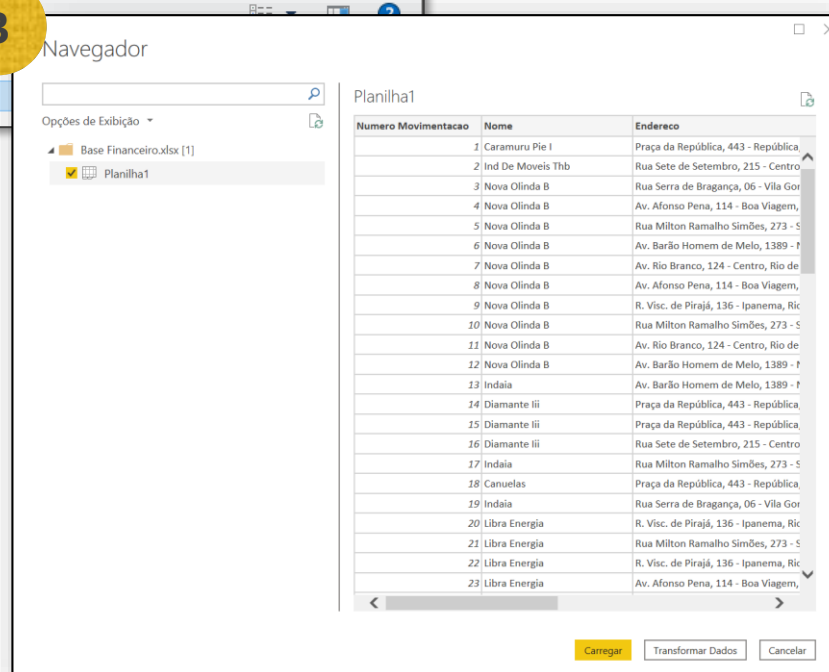 Navegador
Planilha1
Opções de Exibição
Numero Movimentacao Nome Endereco
Base Financeiro.xlsx [1]
Planilha1
1 Caramuru Pie I Praça da República, 443 - República,
2 Ind De Moveis Thb Rua Sete de Setembro, 215 - Centro
3 Nova Olinda B Rua Serra de Bragança, 06 - Vila Gor
4 Nova Olinda B Av. Afonso Pena, 114 - Boa Viagem,
5 Nova Olinda B Rua Milton Ramalho Simões, 273 - S
6 Nova Olinda B Av. Barão Homem de Melo, 1389 - N
7 Nova Olinda B Av. Rio Branco, 124 - Centro, Rio de
8 Nova Olinda B Av. Afonso Pena, 114 - Boa Viagem,
9 Nova Olinda B R. Visc. de Pirajá, 136 - Ipanema, Ric
10 Nova Olinda B Rua Milton Ramalho Simões, 273 - S
11 Nova Olinda B Av. Rio Branco, 124 - Centro, Rio de
12 Nova Olinda B Av. Barão Homem de Melo, 1389 - N
13 Indaia Av. Barão Homem de Melo, 1389 - N
14 Diamante Iii Praça da República, 443 - República,
15 Diamante Iii Praça da República, 443 - República,
16 Diamante Iii Rua Sete de Setembro, 215 - Centro
17 Indaia Rua Milton Ramalho Simões, 273 - S
18 Canuelas Praça da República, 443 - República,
19 Indaia Rua Serra de Bragança, 06 - Vila Gor
20 Libra Energia R. Visc. de Pirajá, 136 - Ipanema, Ric
21 Libra Energia Rua Milton Ramalho Simões, 273 - S
22 Libra Energia R. Visc. de Pirajá, 136 - Ipanema, Ric
23 Libra Energia Av. Afonso Pena, 114 - Boa Viagem,
Carregar Transformar Dados Cancelar